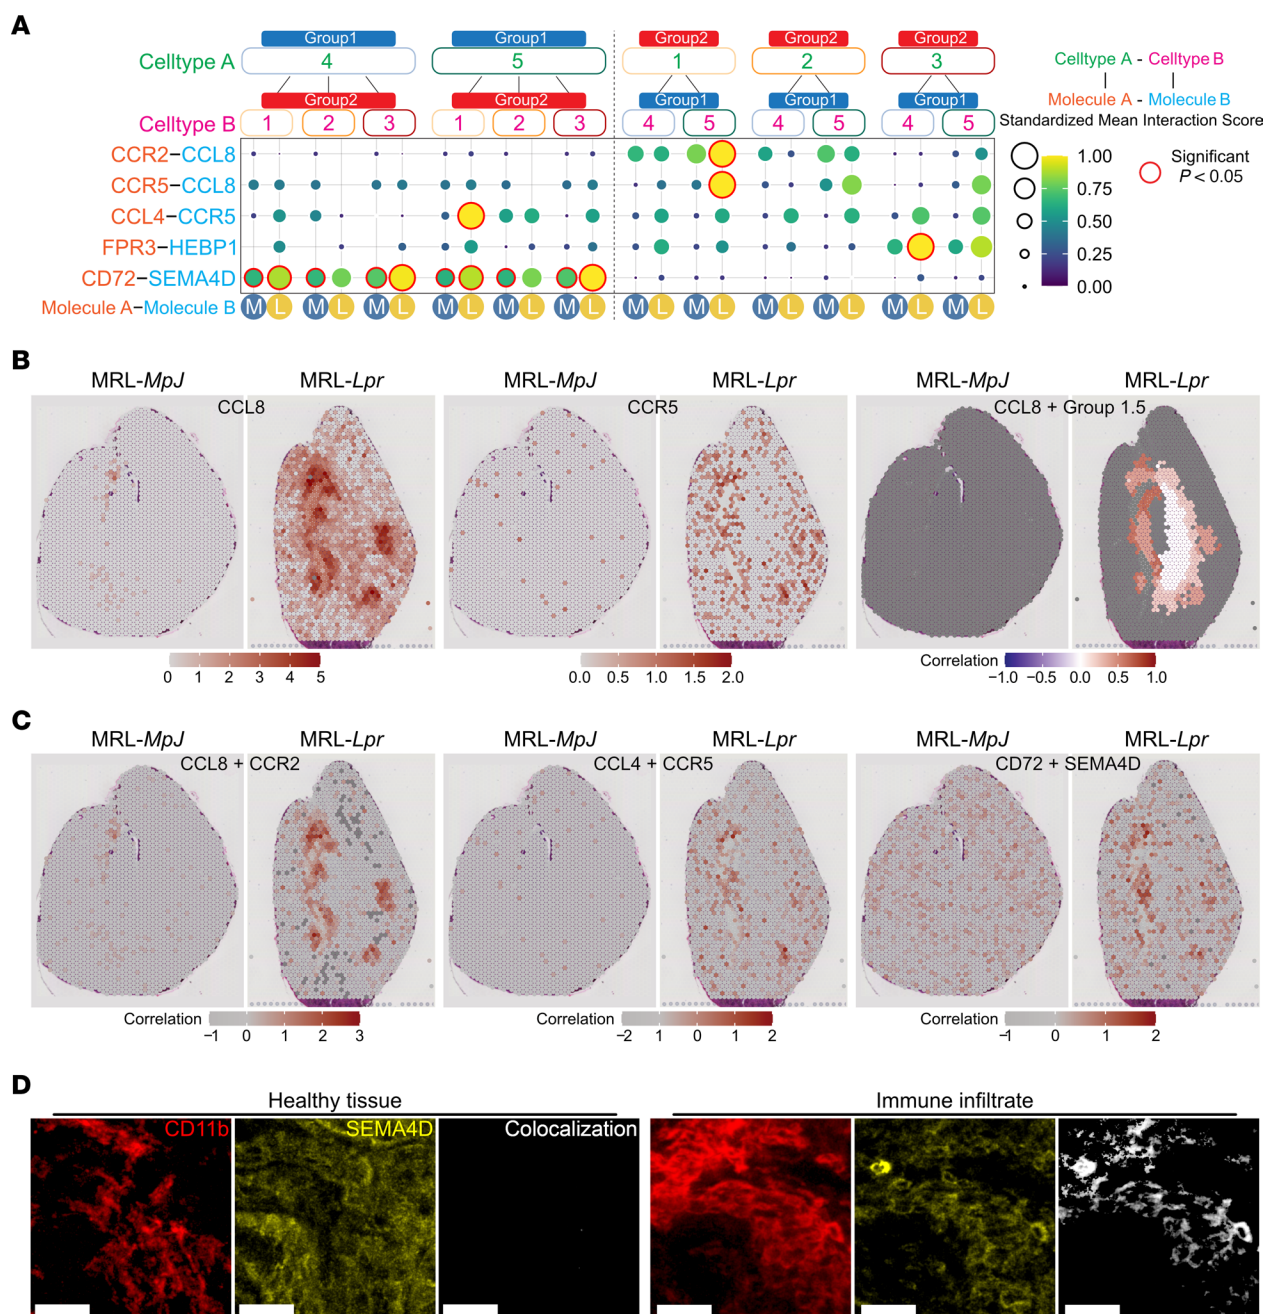 A
Group1 Group1 Group2 Group2 Group2
Celltype A 4 5 1 2 3
Group2 Group2 Group1 Group1 Group1
Celltype B 1 2 3 1 2 3 4 5 4 5 4 5
CCR2–CCL8
CCR5–CCL8
CCL4–CCR5
FPR3–HEBP1
CD72–SEMA4D
Molecule A–Molecule B M L M L M L M L M L M L M L M L M L M L M L M L
Celltype A - Celltype B
Molecule A - Molecule B
Standardized Mean Interaction Score
1.00
0.75
0.50
0.25
0.00
Significant
P < 0.05
B
MRL-MpJ MRL-Lpr MRL-MpJ MRL-Lpr MRL-MpJ MRL-Lpr
CCL8 CCR5 CCL8 + Group 1.5
0 1 2 3 4 5
0.0 0.5 1.0 1.5 2.0
Correlation
−1.0 −0.5 0.0 0.5 1.0
C
MRL-MpJ MRL-Lpr MRL-MpJ MRL-Lpr MRL-MpJ MRL-Lpr
CCL8 + CCR2 CCL4 + CCR5 CD72 + SEMA4D
Correlation Correlation Correlation
−1 0 1 2 3
−2 1 0 1 2
−1 0 1 2
D
Healthy tissue Immune infiltrate
CD11b SEMA4D Colocalization